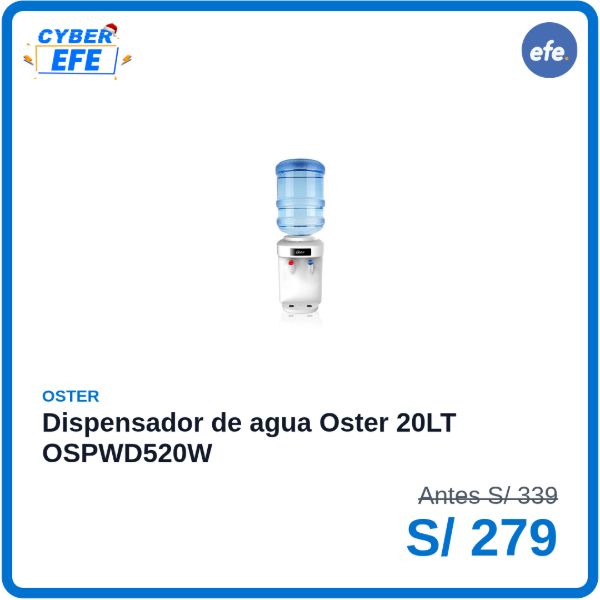 CYBER
EFE
efe.
OSTER
Dispensador de agua Oster 20LT
OSPWD520W
Antes S/ 339
S/ 279